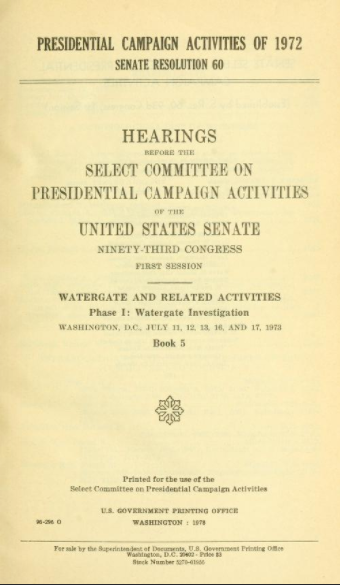 PRESIDENTIAL CAMPAIGN ACTIVITIES OF 1972
SENATE RESOLUTION 60
HEARINGS
BEFORE THE
SELECT COMMITTEE ON
PRESIDENTIAL CAMPAIGN ACTIVITIES
OF THE
UNITED STATES SENATE
NINETY-THIRD CONGRESS
FIRST SESSION
WATERGATE AND RELATED ACTIVITIES
Phase I: Watergate Investigation
WASHINGTON, D.C., JULY 11, 12, 13, 16, AND 17, 1973
Book 5
Printed for the use of the
Select Committee on Presidential Campaign Activities
U.S. GOVERNMENT PRINTING OFFICE
96-296 O WASHINGTON : 1973
For sale by the Superintendent of Documents, U.S. Government Printing Office
Washington, D.C. 20402 - Price $3
Stock Number